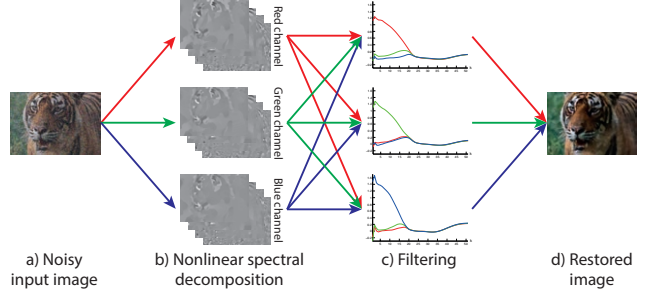 Red channel
Green channel
Blue channel
a) Noisy
input image
b) Nonlinear spectral
decomposition
c) Filtering
d) Restored
image